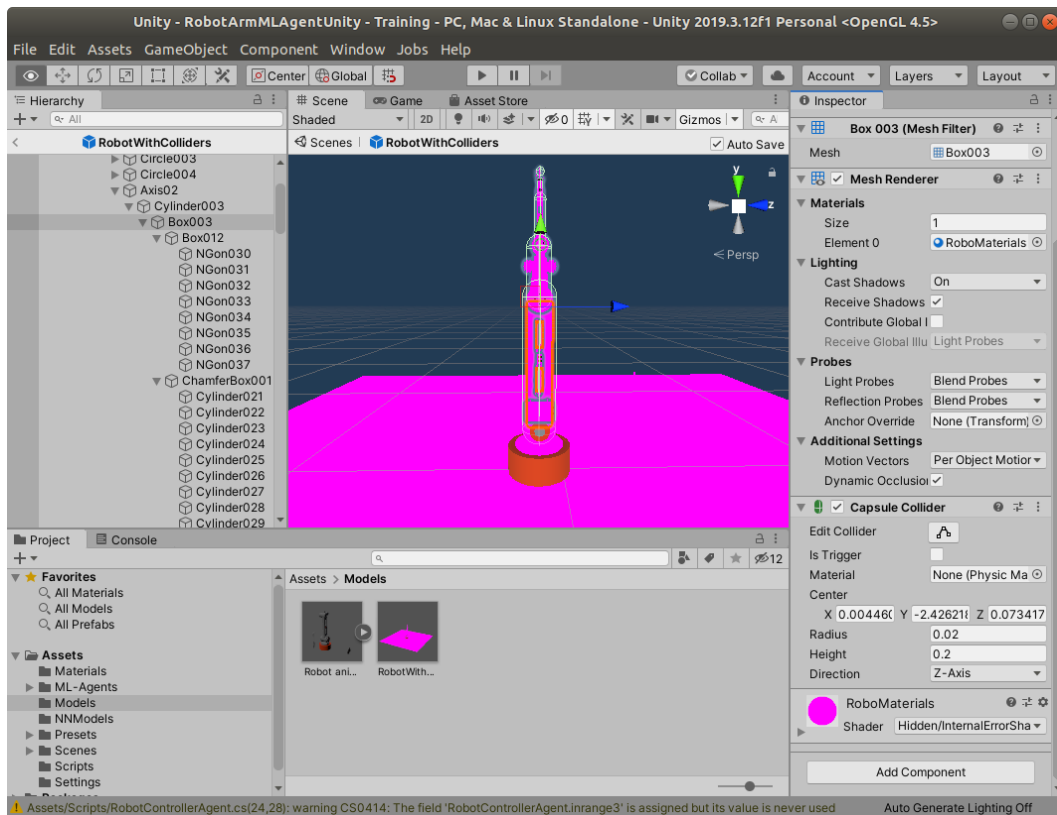 Unity - RobotArmMLAgentUnity - Training - PC, Mac & Linux Standalone - Unity 2019.3.12f1 Personal <OpenGL 4.5>
File Edit Assets GameObject Component Window Jobs Help
Center Global Collab Account Layers Layout
Hierarchy
All
RobotWithColliders
Circle003
Circle004
Axis02
Cylinder003
Box003
Box012
NGon030
NGon031
NGon032
NGon033
NGon034
NGon035
NGon036
NGon037
ChamferBox001
Cylinder021
Cylinder022
Cylinder023
Cylinder024
Cylinder025
Cylinder026
Cylinder027
Cylinder028
Cylinder029
Scene Game Asset Store
Shaded 2D 0 Gizmos A
Scenes RobotWithColliders Auto Save
y
z
Persp
Inspector
Box 003 (Mesh Filter)
Mesh Box003
Mesh Renderer
Materials
Size 1
Element 0 RoboMaterials
Lighting
Cast Shadows On
Receive Shadows
Contribute Global I
Receive Global Illu Light Probes
Probes
Light Probes Blend Probes
Reflection Probes Blend Probes
Anchor Override None (Transform)
Additional Settings
Motion Vectors Per Object Motior
Dynamic Occlusio
Capsule Collider
Edit Collider
Is Trigger
Material None (Physic Ma
Center
X 0.00446( Y -2.426218 Z 0.073417
Radius 0.02
Height 0.2
Direction Z-Axis
RoboMaterials
Shader Hidden/InternalErrorSha
Add Component
Project Console
12
Favorites
All Materials
All Models
All Prefabs
Assets
Materials
ML-Agents
Models
NNModels
Presets
Scenes
Scripts
Settings
Assets > Models
Robot ani... RobotWith...
Assets/Scripts/RobotControllerAgent.cs(24,28): warning CS0414: The field 'RobotControllerAgent.inrange3' is assigned but its value is never used
Auto Generate Lighting Off